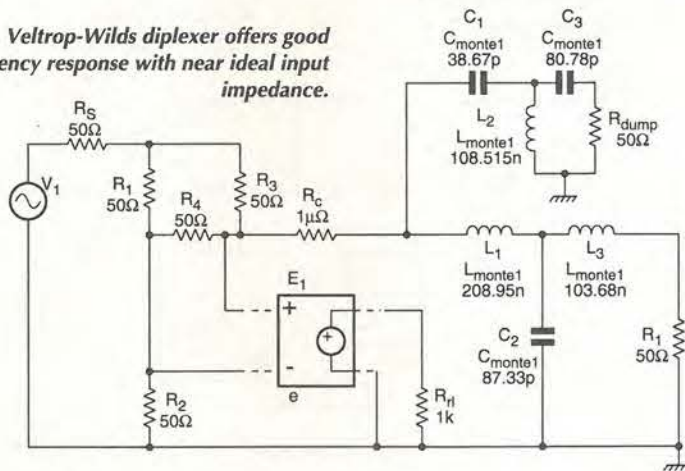 Veltrop-Wilds diplexer offers good
ency response with near ideal input
impedance.
C1
Cmonte1
38.67p
C3
Cmonte1
80.78p
L2
Lmonte1
108.515n
Rdump
50Ω
RS
50Ω
V1
R1
50Ω
R4
50Ω
R3
50Ω
Rc
1μΩ
L1
Lmonte1
208.95n
L3
Lmonte1
103.68n
E1
+
-
+
e
C2
Cmonte1
87.33p
R1
50Ω
R2
50Ω
Rrl
1k